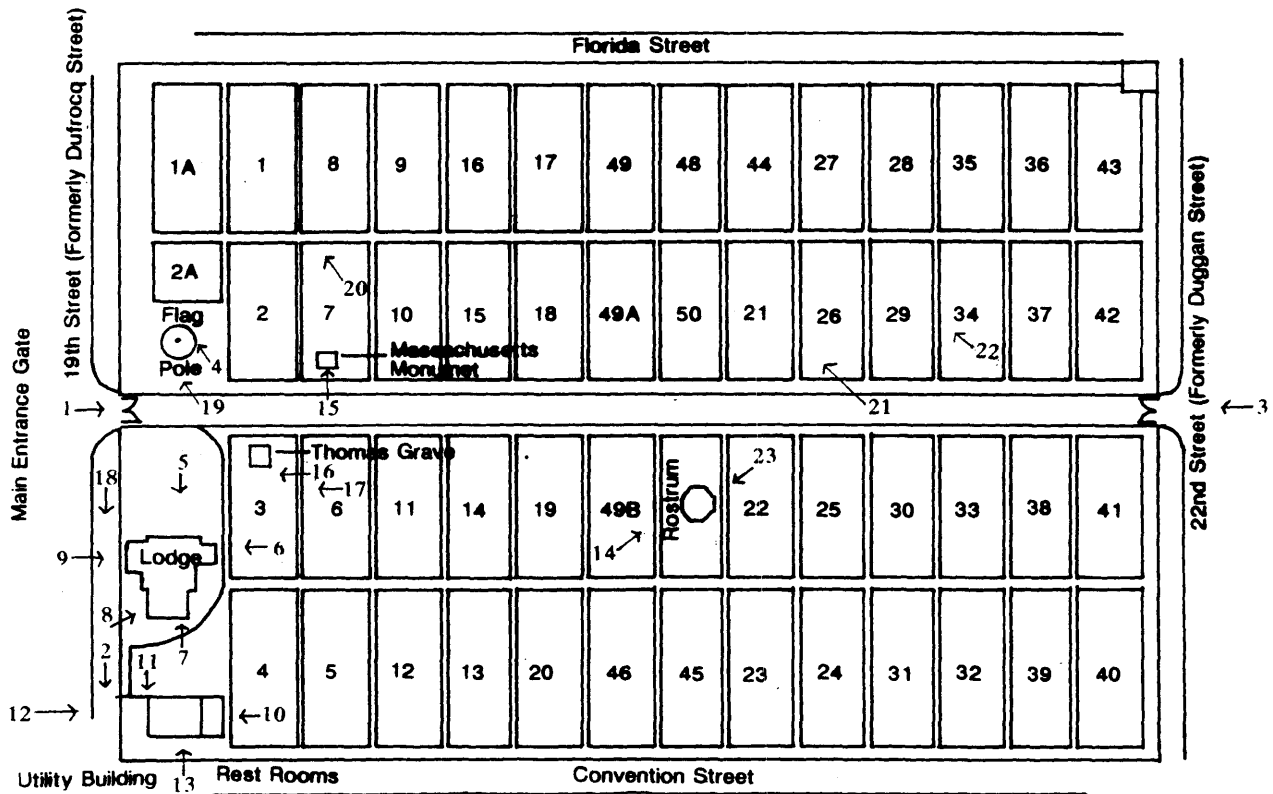 Florida Street
19th Street (Formerly Dufrocq Street)
22nd Street (Formerly Duggan Street)
Main Entrance Gate
1A 1 8 9 16 17 49 48 44 27 28 35 36 43
2A 2 7 10 15 18 49A 50 21 26 29 34 37 42
20
22
Flag
Pole
4
Massachusetts
Monumnet
1
19
15
21
3
Thomas Grave
16
17
5
18
23
3 6 11 14 19 49B 22 25 30 33 38 41
Rostrum
14
6
9
Lodge
8
7
2
11
4 5 12 13 20 46 45 23 24 31 32 39 40
12
10
13
Utility Building
Rest Rooms
Convention Street